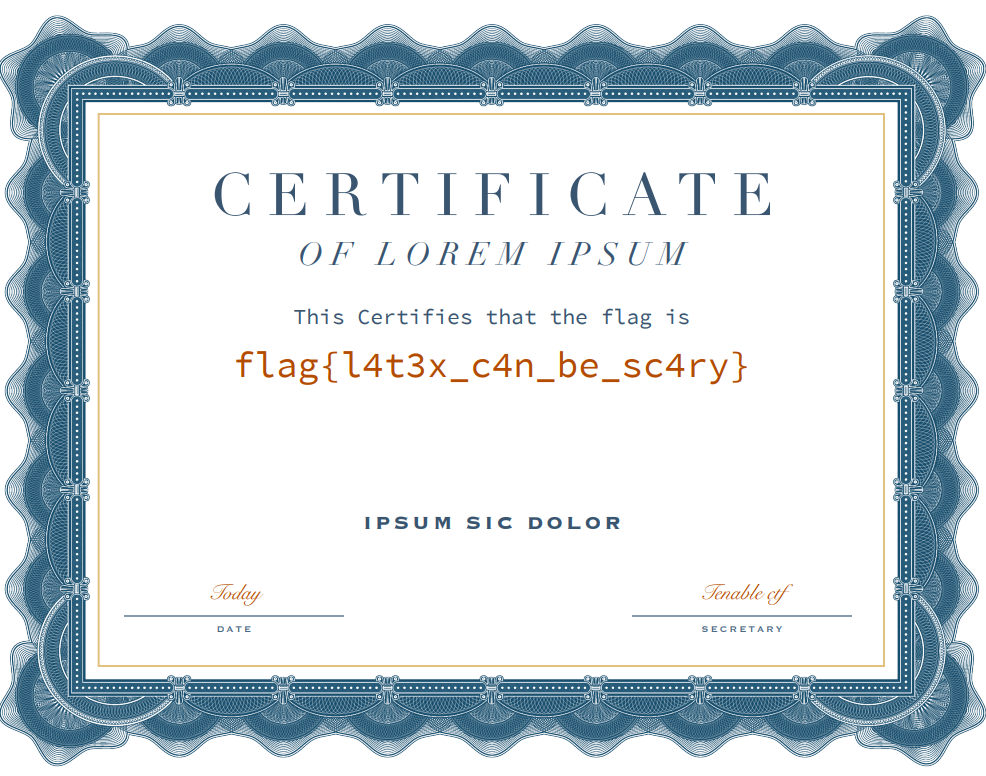 CERTIFICATE
OF LOREM IPSUM
This Certifies that the flag is
flag{l4t3x_c4n_be_sc4ry}
IPSUM SIC DOLOR
Today
Tenable ctf
DATE
SECRETARY